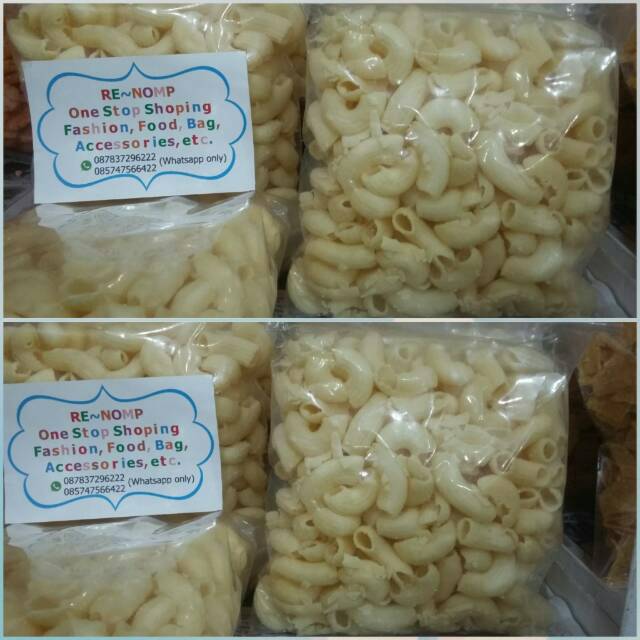 RE~NOMP
One Stop Shoping
Fashion, Food, Bag,
Accessories, etc.
087837296222 (Whatsapp only)
085747566422
RE~NOMP
One Stop Shoping
Fashion, Food, Bag,
Accessories, etc.
087837296222 (Whatsapp only)
085747566422